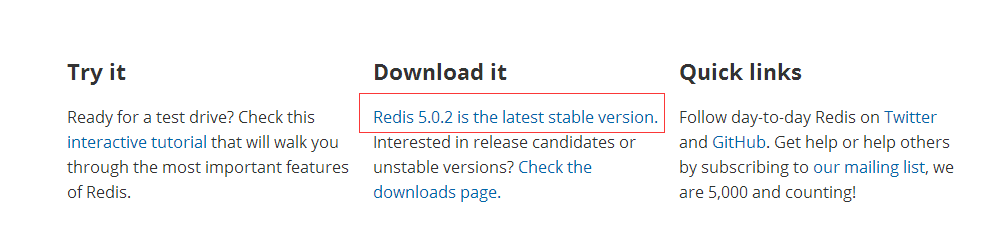 Try it
Ready for a test drive? Check this
interactive tutorial that will walk you
through the most important features
of Redis.
Download it
Redis 5.0.2 is the latest stable version.
Interested in release candidates or
unstable versions? Check the
downloads page.
Quick links
Follow day-to-day Redis on Twitter
and GitHub. Get help or help others
by subscribing to our mailing list, we
are 5,000 and counting!